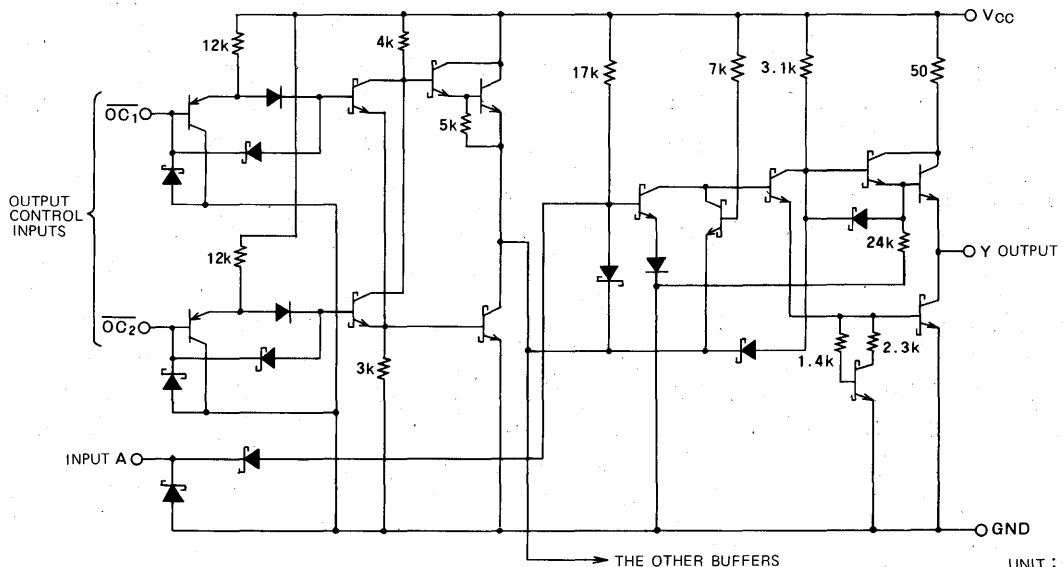 VCC
12k
4k
17k
7k
3.1k
50
OC1
5k
OUTPUT
CONTROL
INPUTS
12k
24k
Y OUTPUT
OC2
3k
1.4k
2.3k
INPUT A
GND
THE OTHER BUFFERS
UNIT :